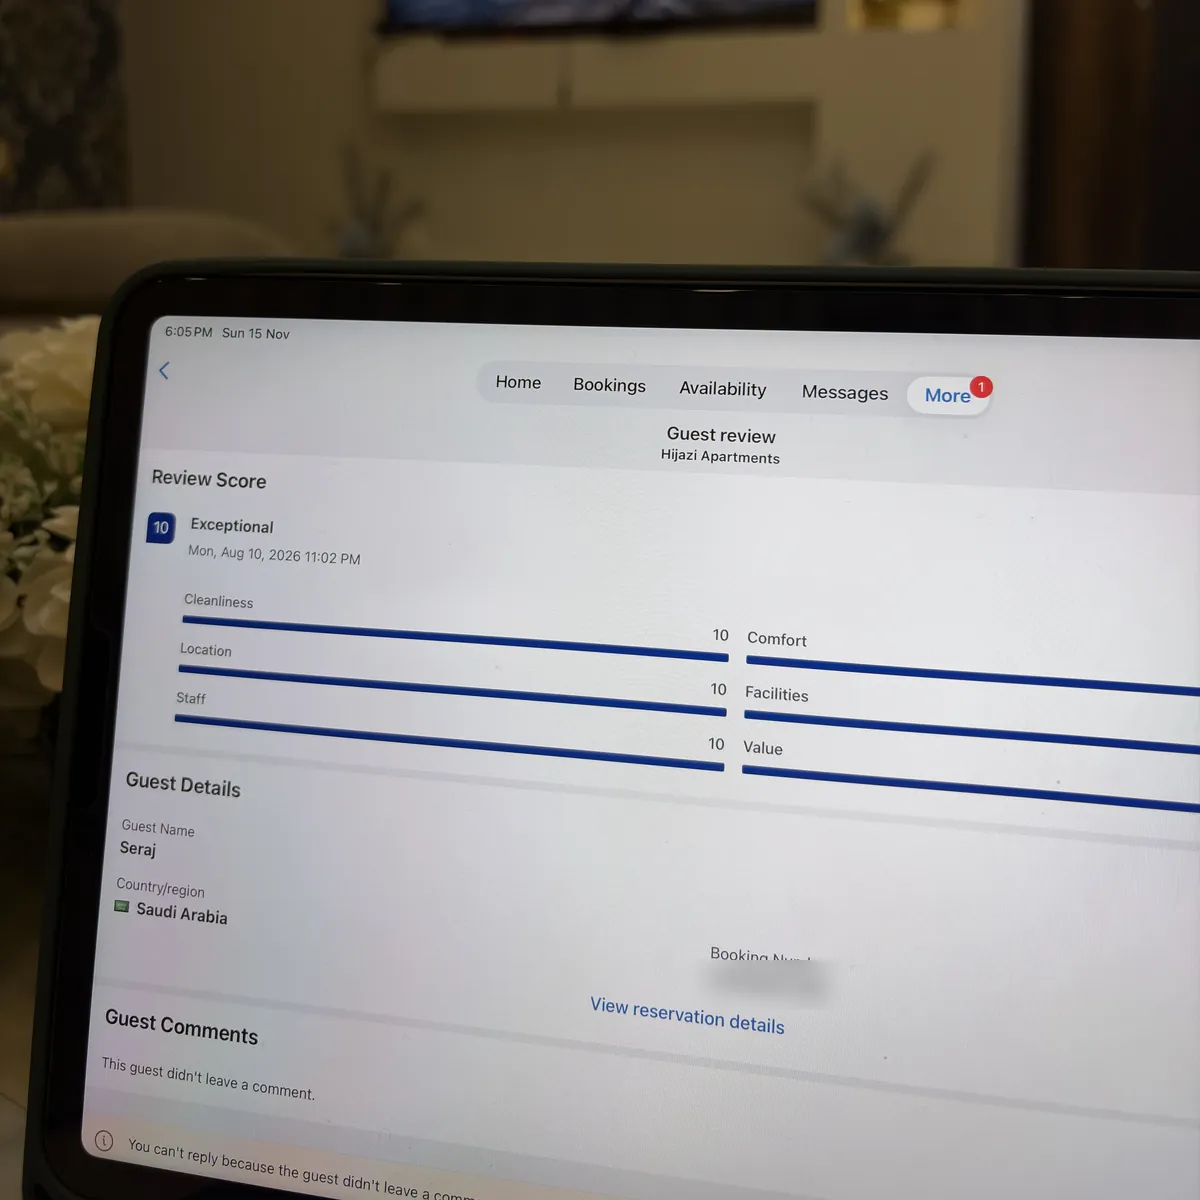 6:05 PM Sun 15 Nov
Home Bookings Availability Messages More 1
Guest review
Hijazi Apartments
Review Score
10 Exceptional
Mon, Aug 10, 2026 11:02 PM
Cleanliness 10 Comfort
Location 10 Facilities
Staff 10 Value
Guest Details
Guest Name
Seraj
Country/region
Saudi Arabia
Booking
View reservation details
Guest Comments
This guest didn't leave a comment.
You can't reply because the guest didn't leave a